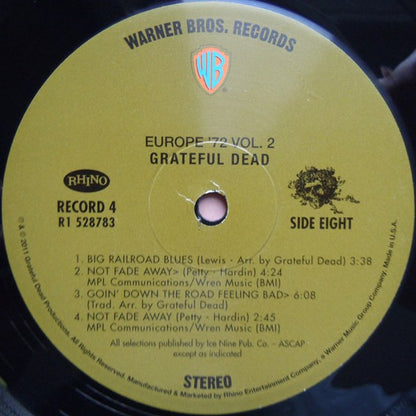 WARNER BROS. RECORDS
WB
EUROPE '72 VOL. 2
GRATEFUL DEAD
RHINO
RECORD 4
R1 528783
SIDE EIGHT
1. BIG RAILROAD BLUES (Lewis - Arr. by Grateful Dead) 3:38
2. NOT FADE AWAY> (Petty - Hardin) 4:24
MPL Communications/Wren Music (BMI)
3. GOIN' DOWN THE ROAD FEELING BAD> 6:08
(Trad. Arr. by Grateful Dead)
4. NOT FADE AWAY (Petty - Hardin) 2:45
MPL Communications/Wren Music (BMI)
All selections published by Ice Nine Pub. Co. – ASCAP
except as indicated
STEREO
℗ & © 2011 Grateful Dead Productions. All Rights Reserved. Manufactured & Marketed by Rhino Entertainment Company, a Warner Music Group Company. Made in U.S.A.